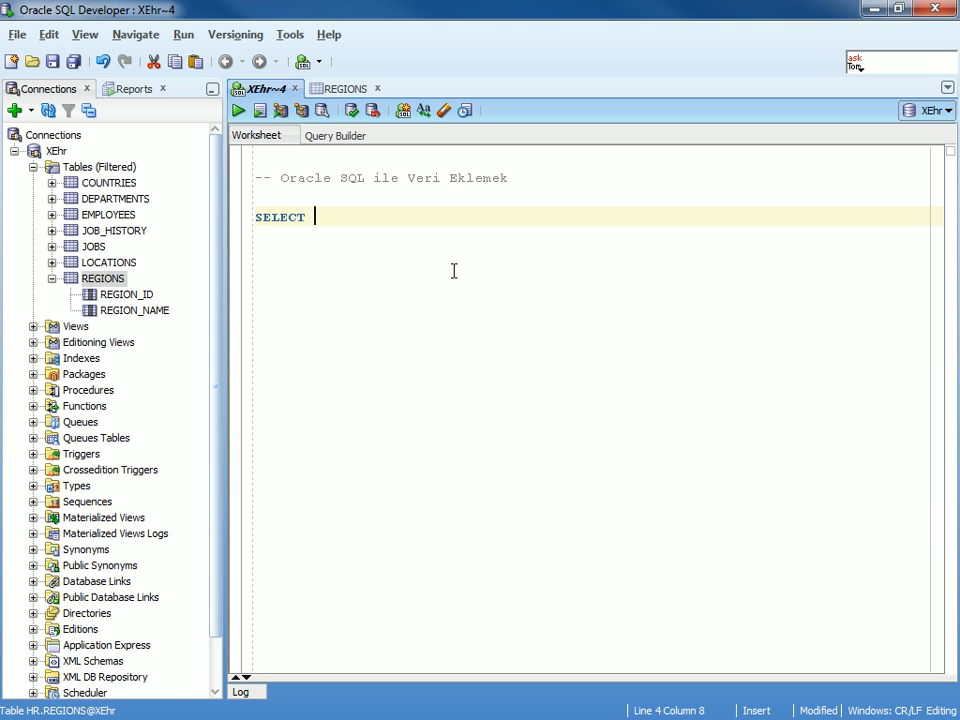 Oracle SQL Developer : XEhr~4
File Edit View Navigate Run Versioning Tools Help
ask
Tom
Connections
Reports
XEhr~4
REGIONS
XEhr
Worksheet
Query Builder
Connections
XEhr
Tables (Filtered)
COUNTRIES
DEPARTMENTS
EMPLOYEES
JOB_HISTORY
JOBS
LOCATIONS
REGIONS
REGION_ID
REGION_NAME
Views
Editioning Views
Indexes
Packages
Procedures
Functions
Queues
Queues Tables
Triggers
Crossedition Triggers
Types
Sequences
Materialized Views
Materialized Views Logs
Synonyms
Public Synonyms
Database Links
Public Database Links
Directories
Editions
Application Express
XML Schemas
XML DB Repository
Scheduler
-- Oracle SQL ile Veri Eklemek
SELECT
Log
Table HR.REGIONS@XEhr
Line 4 Column 8
Insert
Modified
Windows: CR/LF
Editing